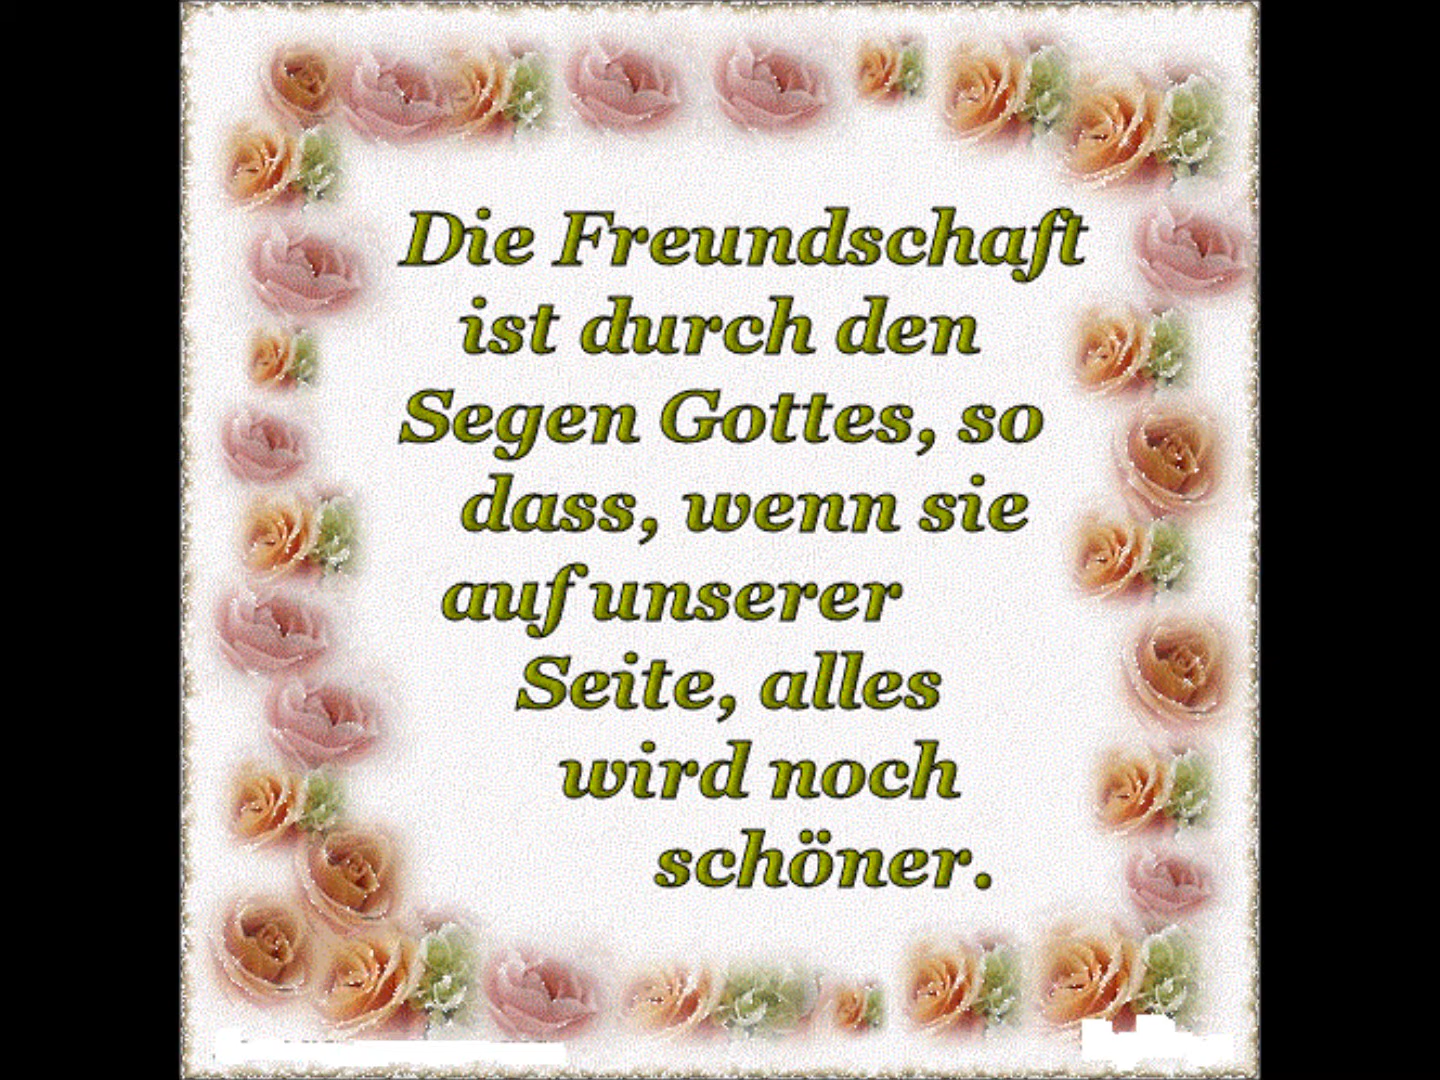 Die Freundschaft
ist durch den
Segen Gottes, so
dass, wenn sie
auf unserer
Seite, alles
wird noch
schöner.